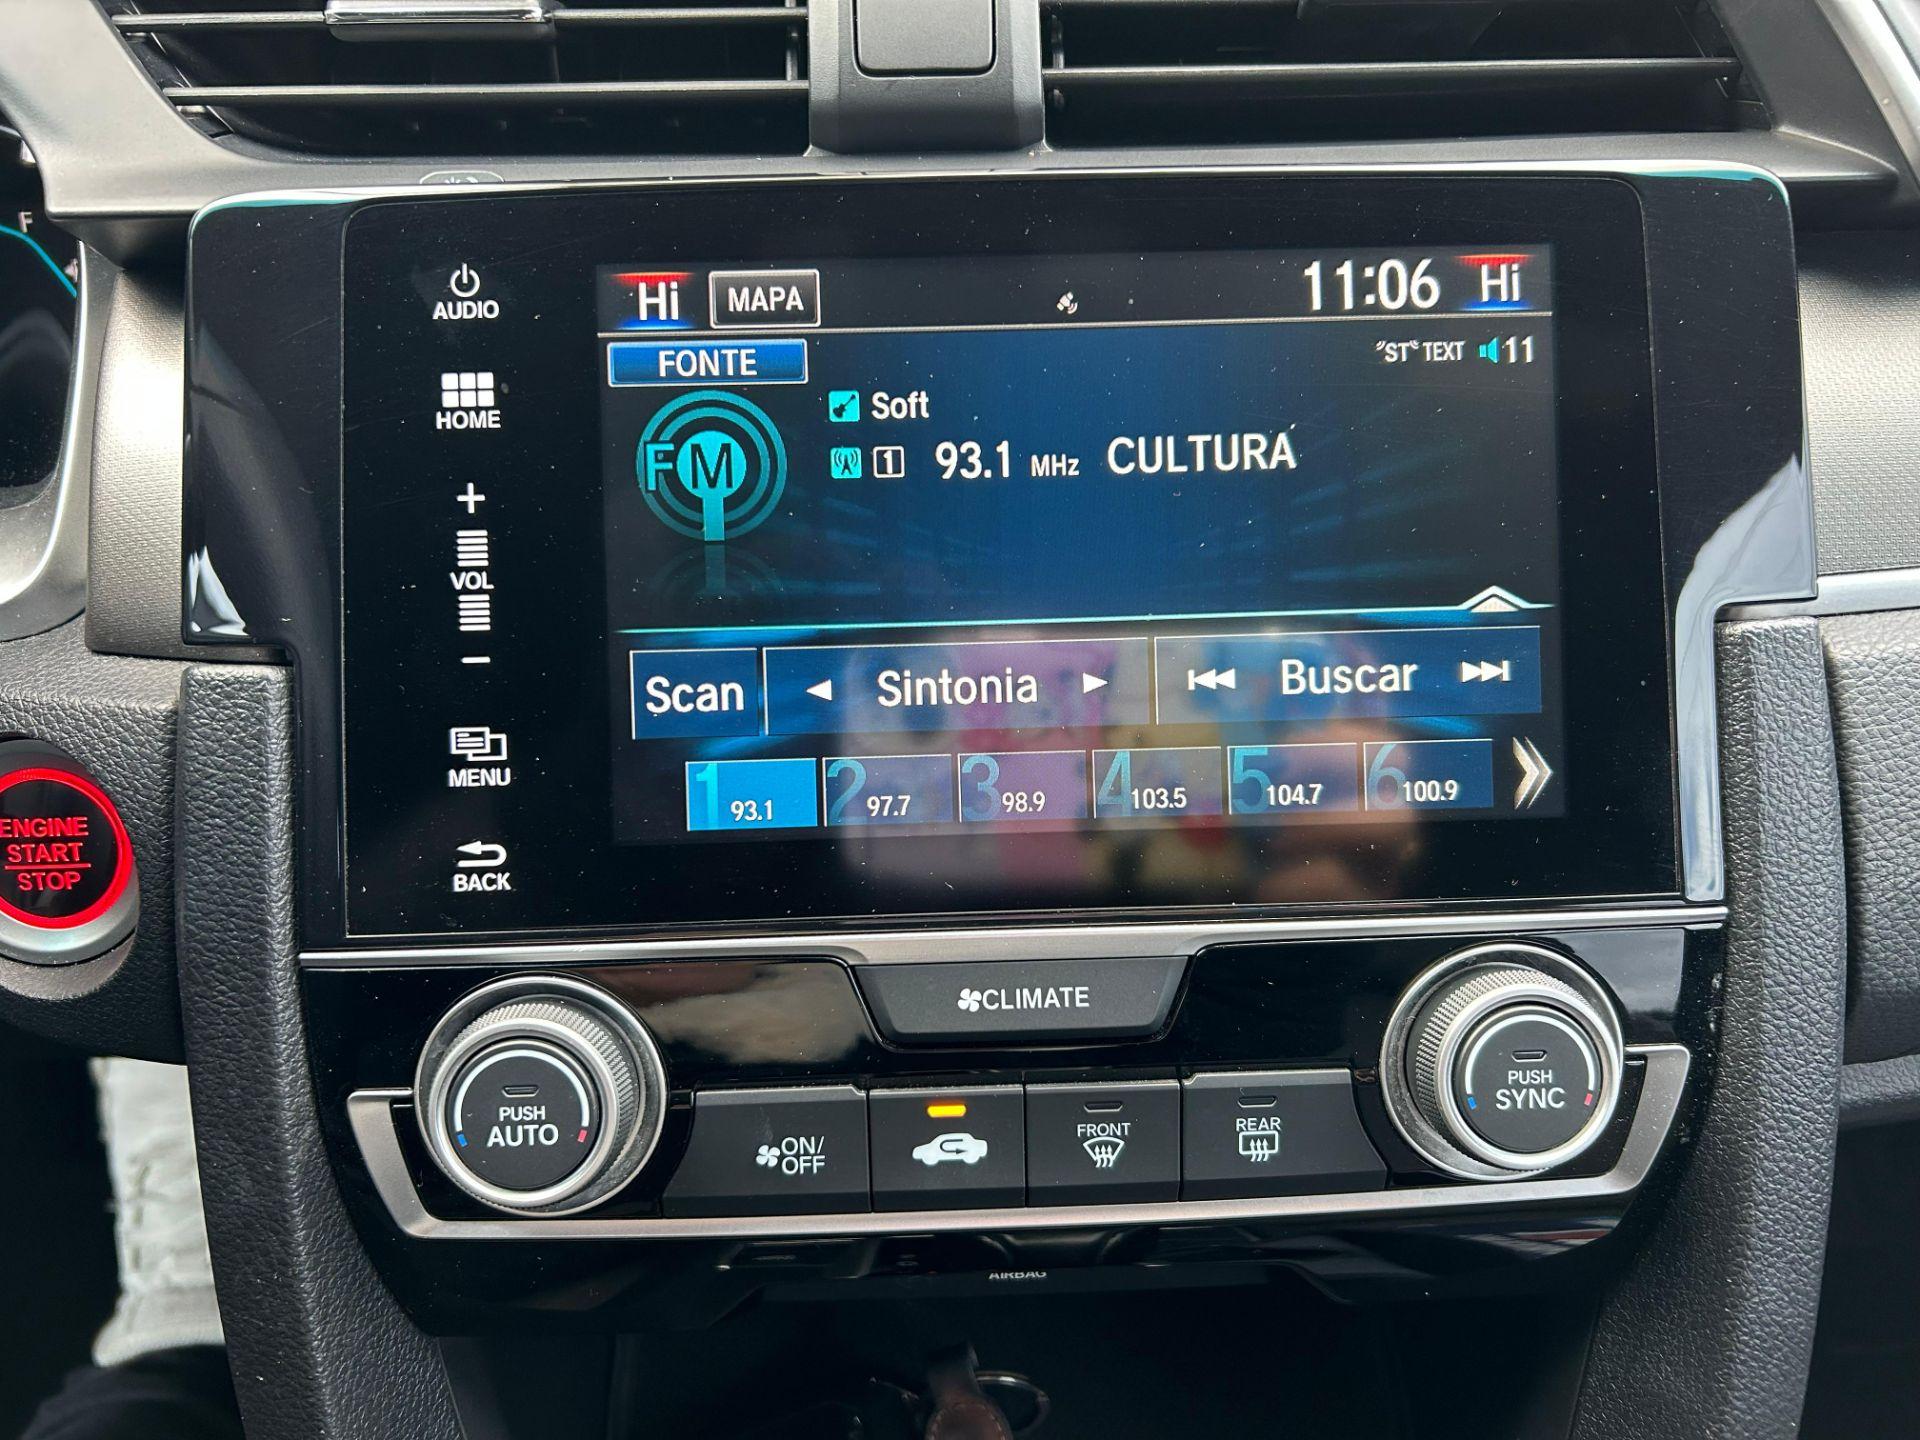 F
AUDIO
HOME
+
VOL
−
MENU
BACK
Hi MAPA 11:06 Hi
FONTE "ST" TEXT 11
FM
Soft
1 93.1 MHz CULTURA
Scan Sintonia Buscar
1 93.1 2 97.7 3 98.9 4 103.5 5 104.7 6 100.9
ENGINE
START
STOP
CLIMATE
PUSH
AUTO
ON/
OFF
FRONT
REAR
PUSH
SYNC
AIRBAG